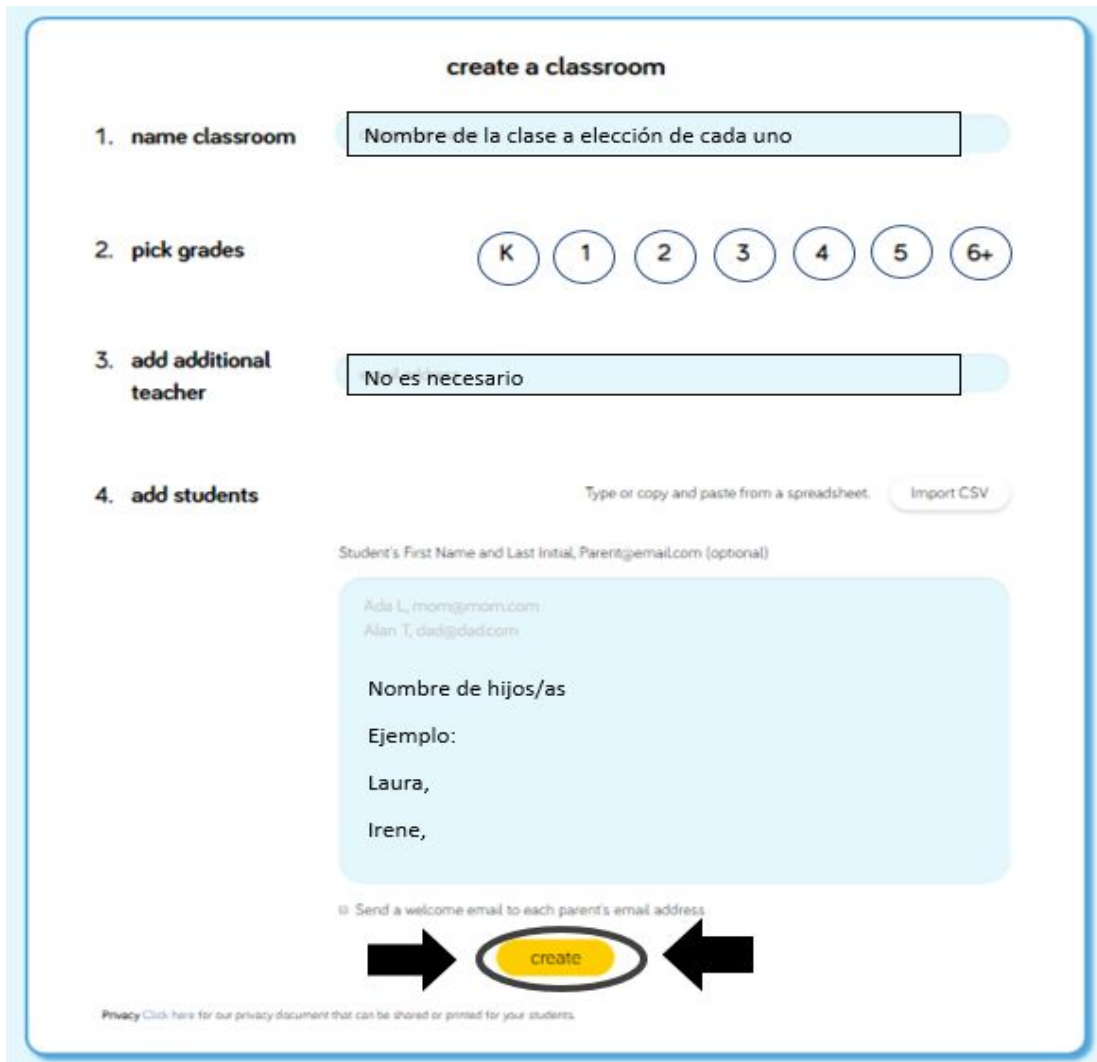 create a classroom
1. name classroom
Nombre de la clase a elección de cada uno
2. pick grades
K 1 2 3 4 5 6+
3. add additional
teacher
No es necesario
4. add students
Type or copy and paste from a spreadsheet. Import CSV
Student's First Name and Last Initial, Parent@email.com (optional)
Ada L, mom@mom.com
Alan T, dad@dad.com
Nombre de hijos/as
Ejemplo:
Laura,
Irene,
Send a welcome email to each parent's email address
create
Privacy Click here for our privacy document that can be shared or printed for your students.